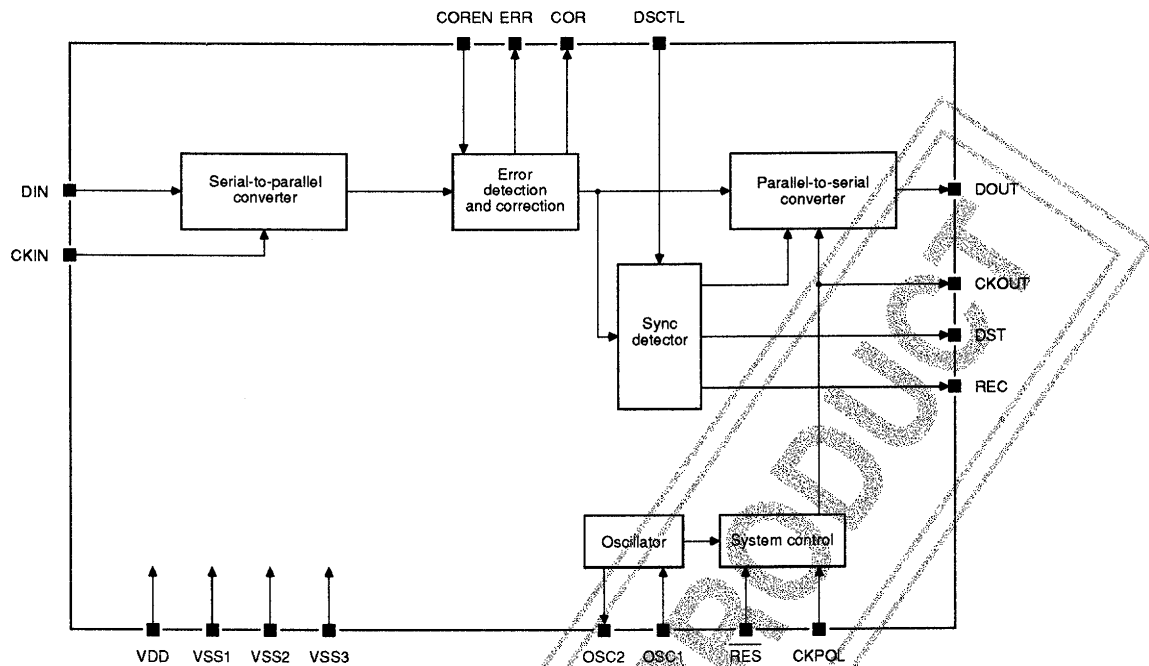 COREN ERR COR DSCTL
DIN
Serial-to-parallel
converter
Error
detection
and correction
Parallel-to-serial
converter
DOUT
CKIN
CKOUT
Sync
detector
DST
REC
Oscillator
System control
VDD VSS1 VSS2 VSS3 OSC2 OSC1 RES CKPOL